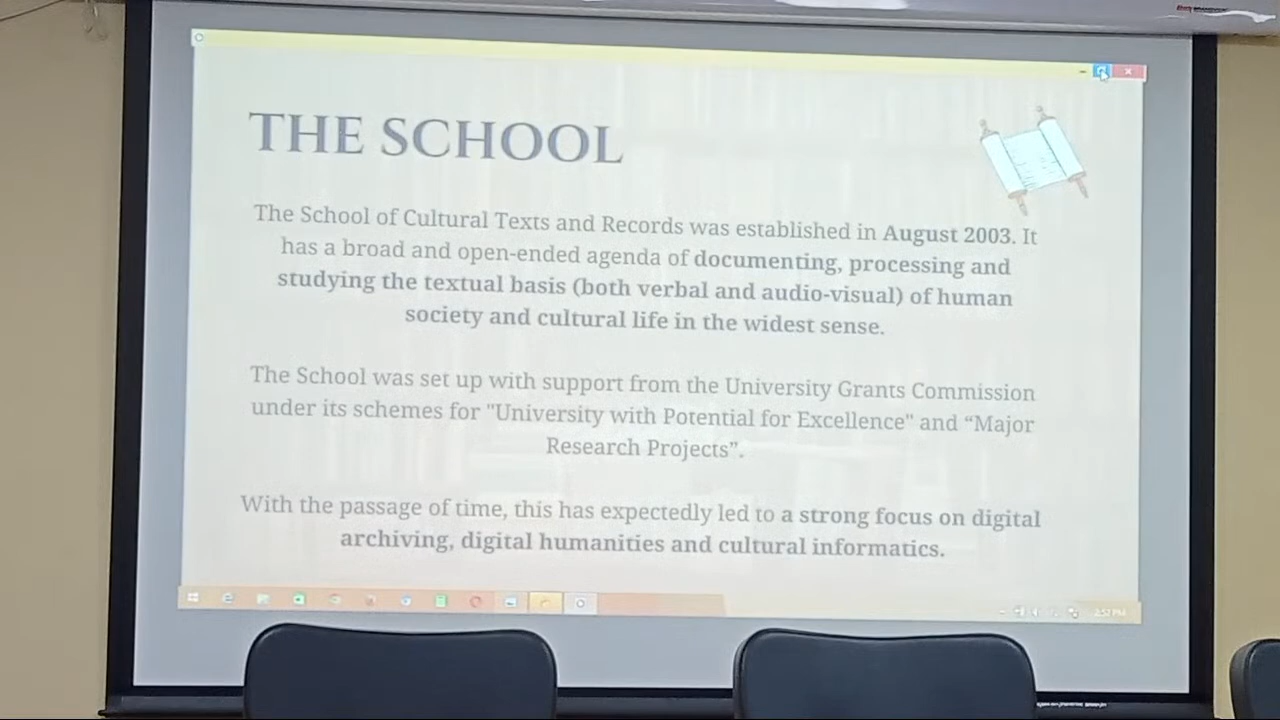 THE SCHOOL
The School of Cultural Texts and Records was established in August 2003. It
has a broad and open-ended agenda of documenting, processing and
studying the textual basis (both verbal and audio-visual) of human
society and cultural life in the widest sense.
The School was set up with support from the University Grants Commission
under its schemes for "University with Potential for Excellence" and “Major
Research Projects”.
With the passage of time, this has expectedly led to a strong focus on digital
archiving, digital humanities and cultural informatics.
2:52 PM